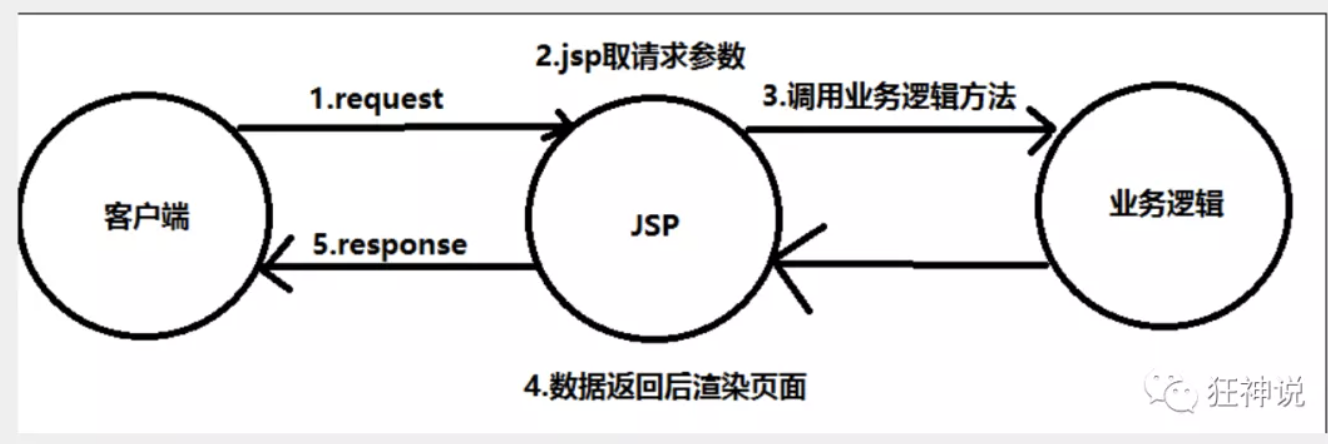 2.jsp取请求参数
1.request
3.调用业务逻辑方法
客户端
JSP
业务逻辑
5.response
4.数据返回后渲染页面
狂神说